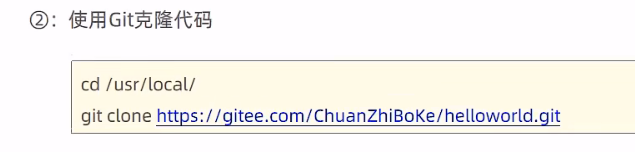 ②：使用Git克隆代码
cd /usr/local/
git clone https://gitee.com/ChuanZhiBoKe/helloworld.git